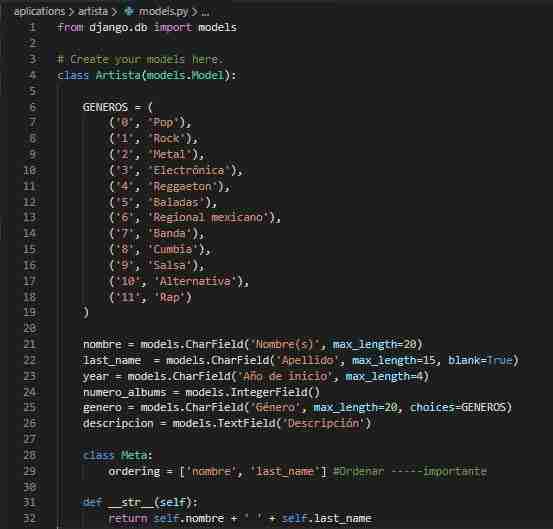 aplications > artista > models.py > ...
1 from django.db import models
2
3 # Create your models here.
4 class Artista(models.Model):
5
6     GENEROS = (
7         ('0', 'Pop'),
8         ('1', 'Rock'),
9         ('2', 'Metal'),
10         ('3', 'Electrónica'),
11         ('4', 'Reggaeton'),
12         ('5', 'Baladas'),
13         ('6', 'Regional mexicano'),
14         ('7', 'Banda'),
15         ('8', 'Cumbia'),
16         ('9', 'Salsa'),
17         ('10', 'Alternativa'),
18         ('11', 'Rap')
19     )
20
21     nombre = models.CharField('Nombre(s)', max_length=20)
22     last_name  = models.CharField('Apellido', max_length=15, blank=True)
23     year = models.CharField('Año de inicio', max_length=4)
24     numero_albums = models.IntegerField()
25     genero = models.CharField('Género', max_length=20, choices=GENEROS)
26     descripcion = models.TextField('Descripción')
27
28     class Meta:
29         ordering = ['nombre', 'last_name'] #Ordenar -----importante
30
31     def __str__(self):
32         return self.nombre + ' ' + self.last_name